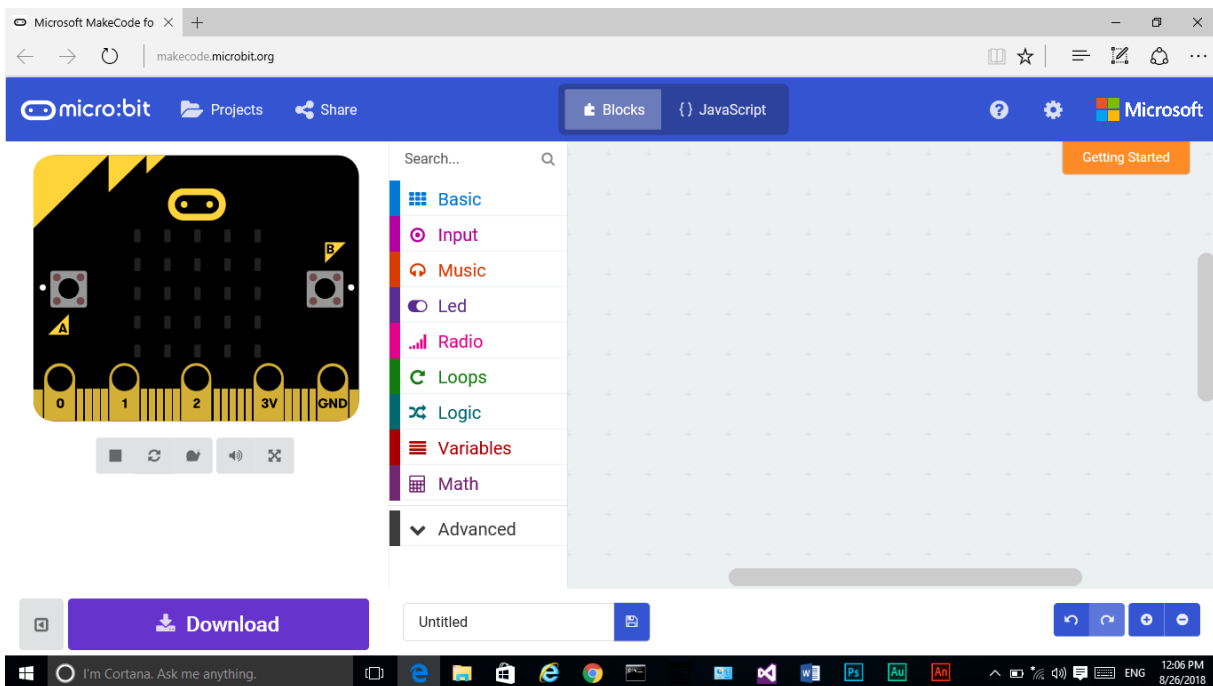 Microsoft MakeCode fo
makecode.microbit.org
micro:bit Projects Share Blocks {} JavaScript Microsoft
Search...
Getting Started
Basic
Input
Music
Led
Radio
Loops
Logic
Variables
Math
Advanced
B
A
0 1 2 3V GND
Download
Untitled
I'm Cortana. Ask me anything.
Ps Au An
ENG
12:06 PM
8/26/2018